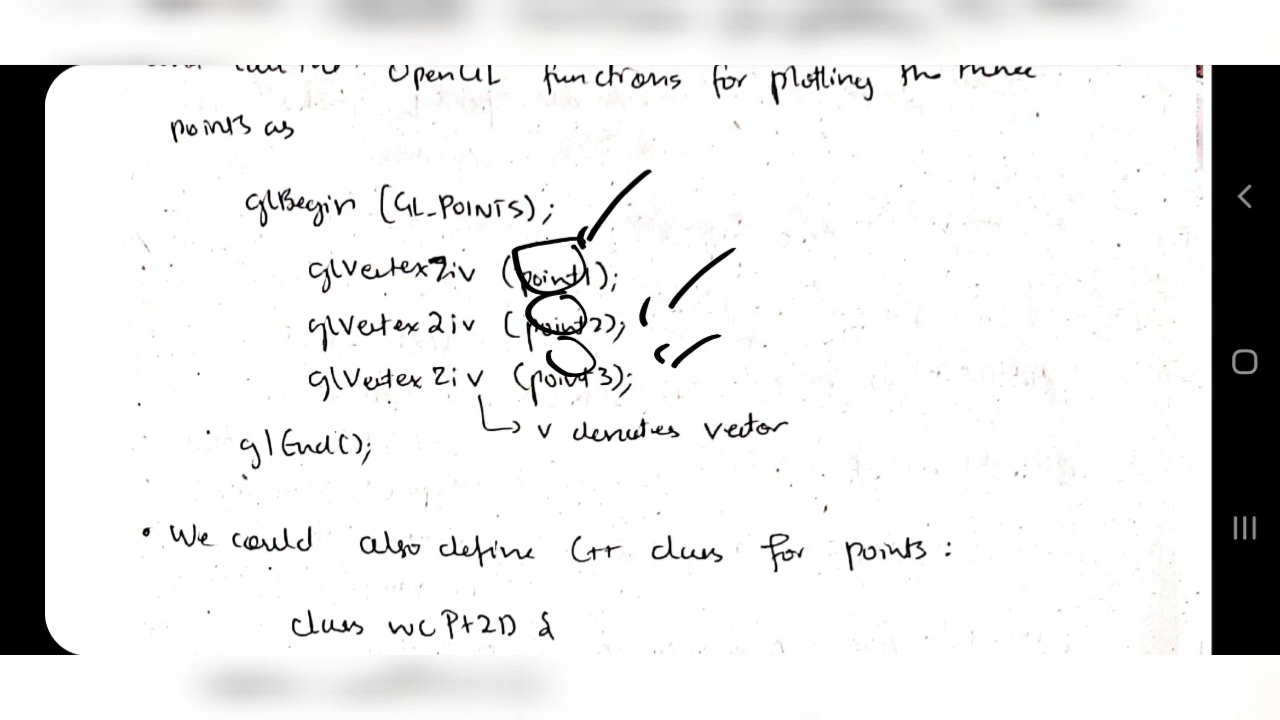 OpenGL functions for plotting the three
points as
glBegin (GL_POINTS);
glVertex2iv (point1);
glVertex2iv (point2);
glVertex2iv (point3);
v denotes vector
glEnd();
• We could also define C++ class for points :
class wcPt2D {